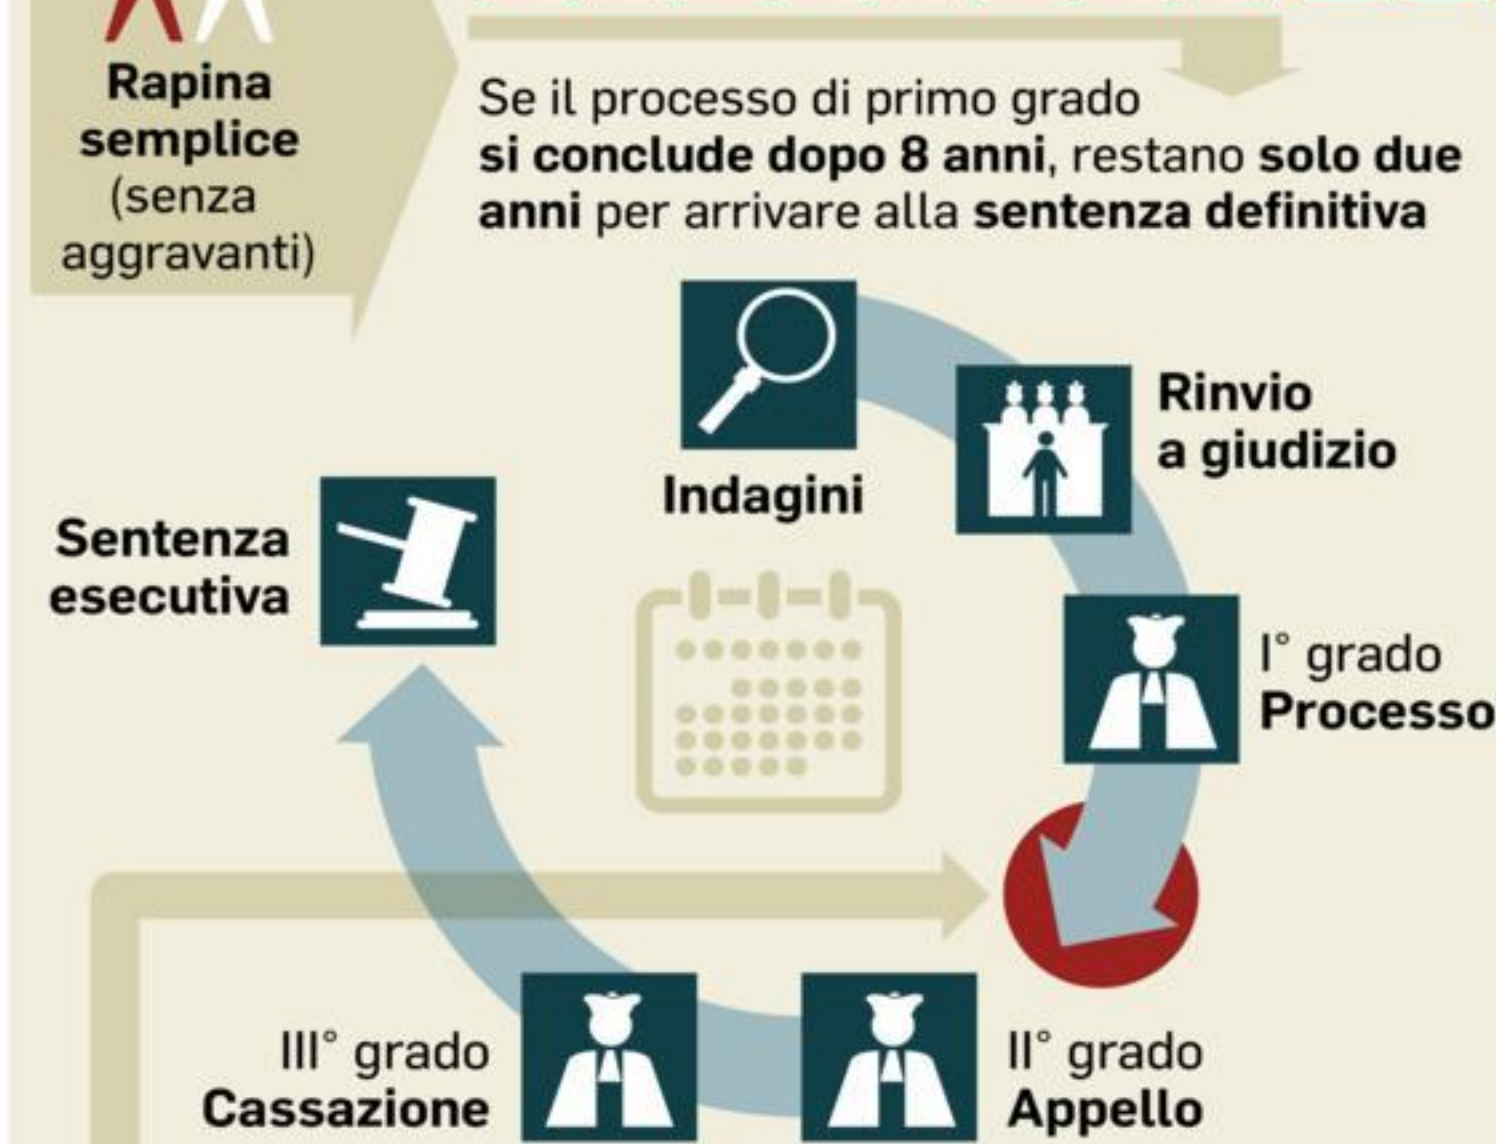 Rapina
semplice
(senza
aggravanti)
Se il processo di primo grado
si conclude dopo 8 anni, restano solo due
anni per arrivare alla sentenza definitiva
Indagini
Rinvio
a giudizio
I° grado
Processo
II° grado
Appello
III° grado
Cassazione
Sentenza
esecutiva